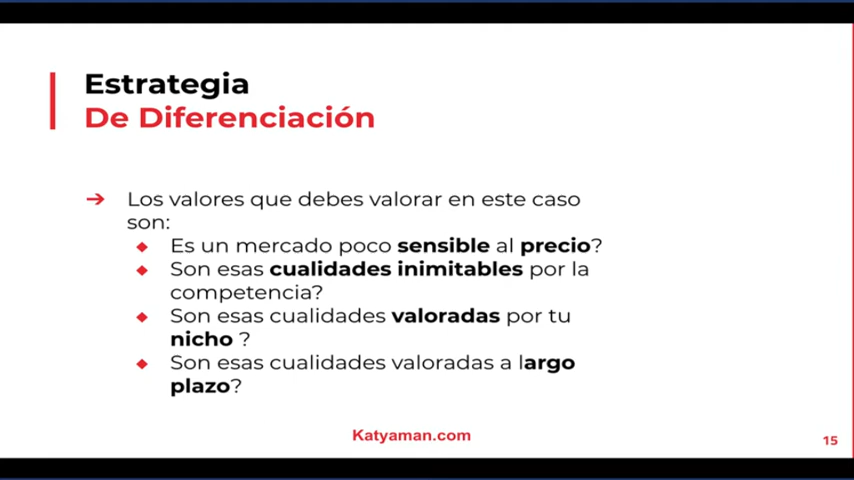 Estrategia
De Diferenciación
➔ Los valores que debes valorar en este caso
son:
◆ Es un mercado poco sensible al precio?
◆ Son esas cualidades inimitables por la
competencia?
◆ Son esas cualidades valoradas por tu
nicho ?
◆ Son esas cualidades valoradas a largo
plazo?
Katyaman.com
15